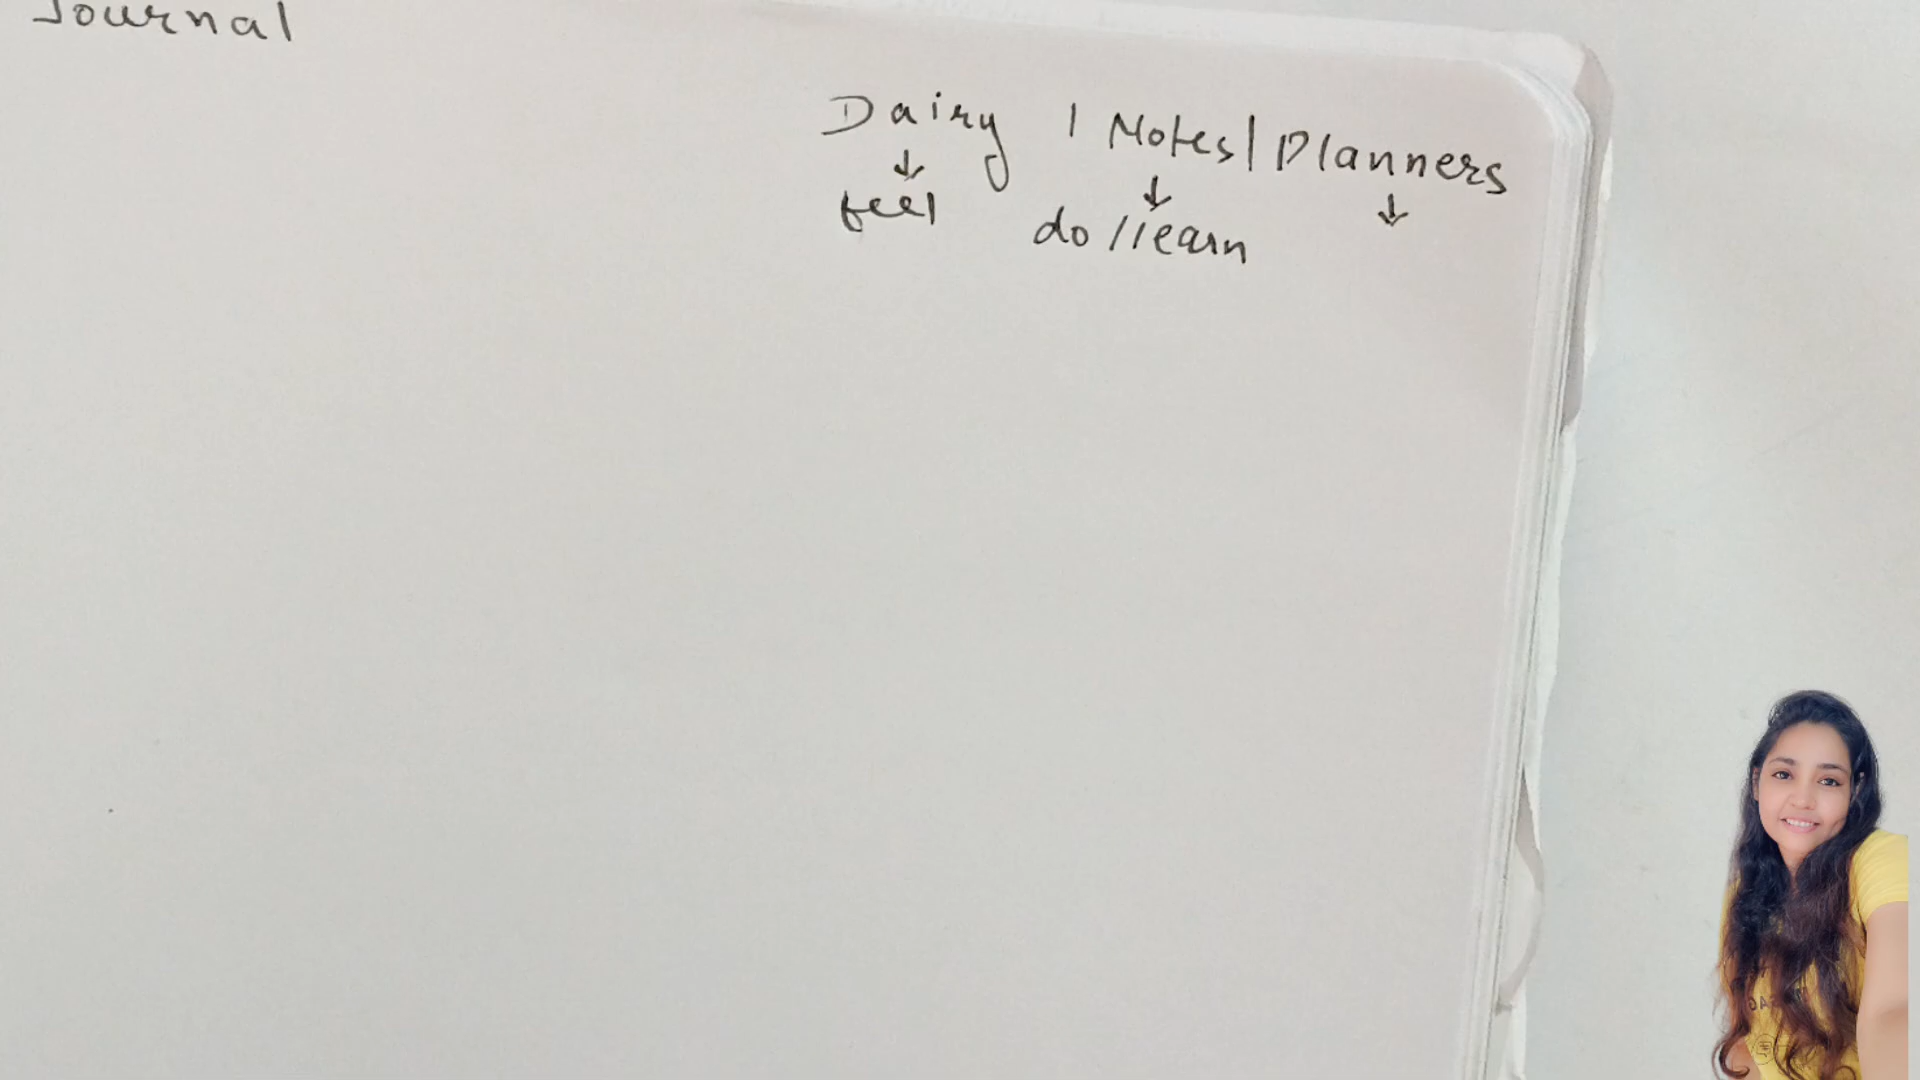 Journal
Dairy | Notes | Planners
↓ ↓ ↓
feel do / learn